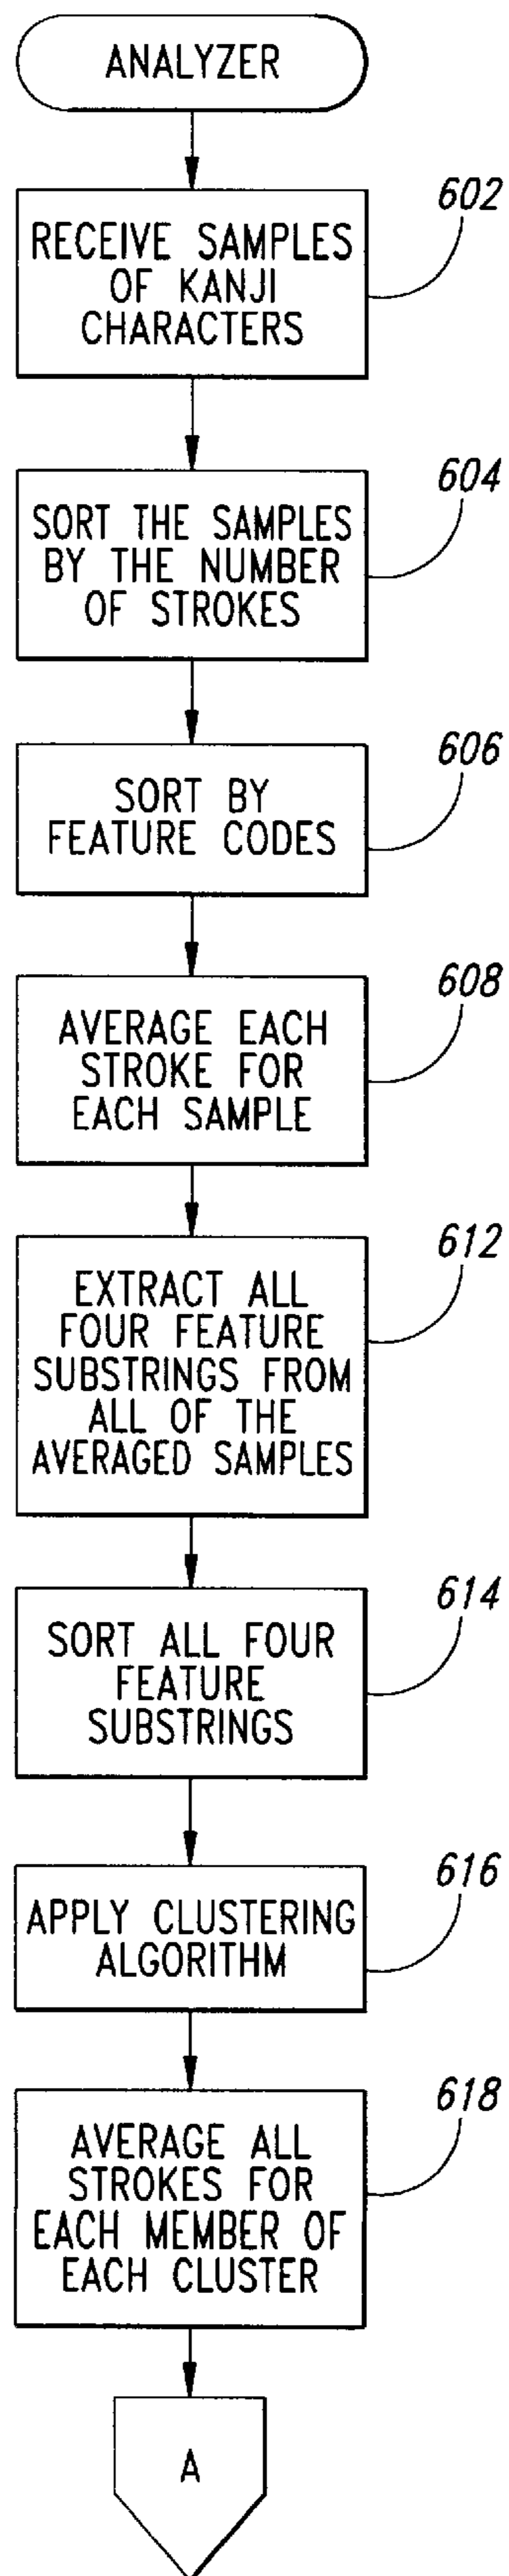 ANALYZER
602
RECEIVE SAMPLES
OF KANJI
CHARACTERS
604
SORT THE SAMPLES
BY THE NUMBER
OF STROKES
606
SORT BY
FEATURE CODES
608
AVERAGE EACH
STROKE FOR
EACH SAMPLE
612
EXTRACT ALL
FOUR FEATURE
SUBSTRINGS FROM
ALL OF THE
AVERAGED SAMPLES
614
SORT ALL FOUR
FEATURE
SUBSTRINGS
616
APPLY CLUSTERING
ALGORITHM
618
AVERAGE ALL
STROKES FOR
EACH MEMBER OF
EACH CLUSTER
A